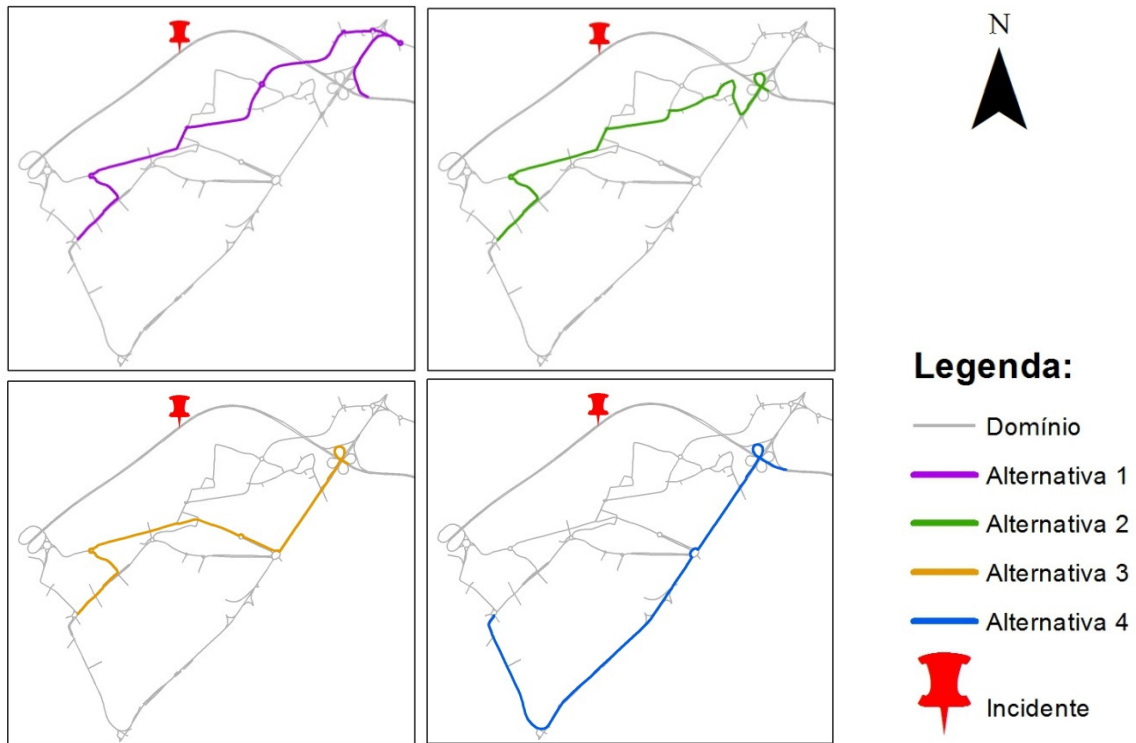 N
Legenda:
Domínio
Alternativa 1
Alternativa 2
Alternativa 3
Alternativa 4
Incidente